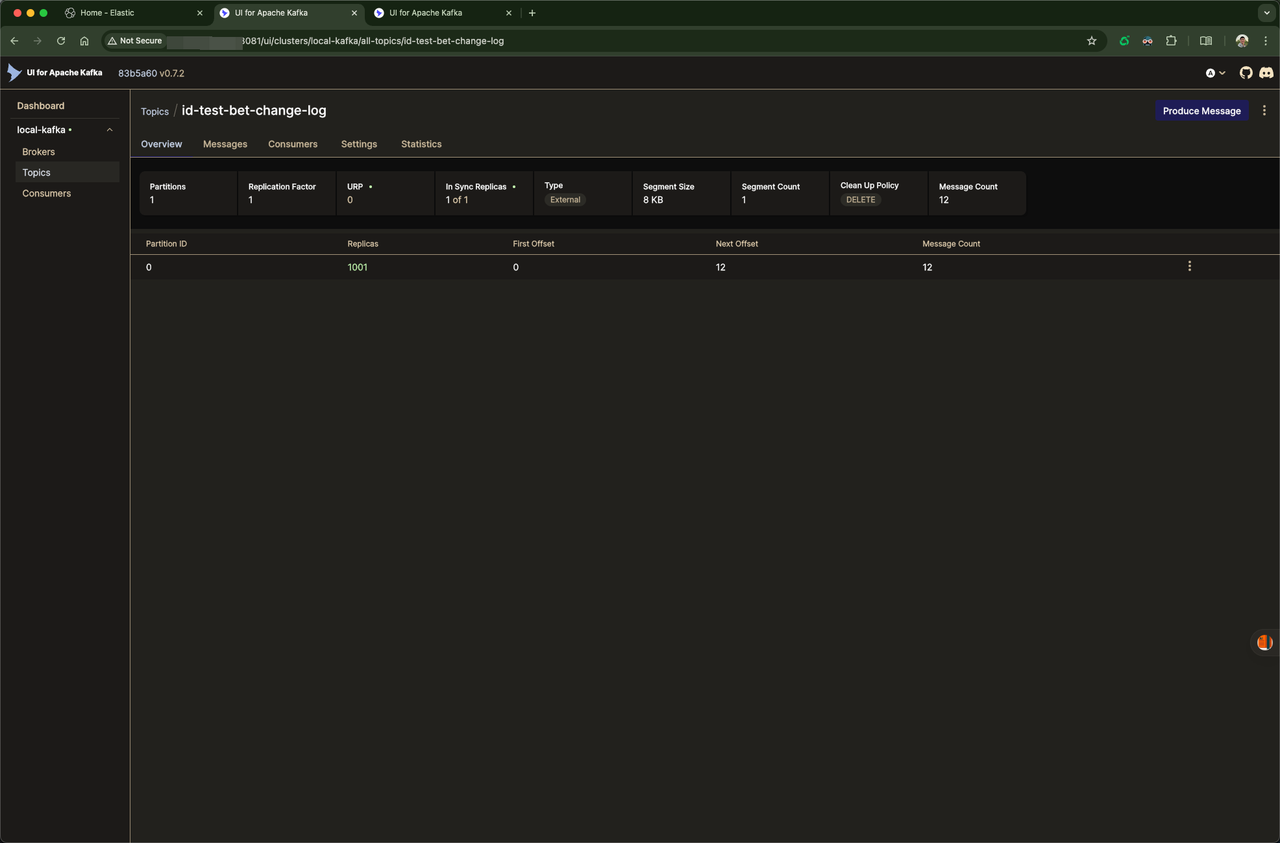 Home - Elastic
UI for Apache Kafka
UI for Apache Kafka
Not Secure
8081/ui/clusters/local-kafka/all-topics/id-test-bet-change-log
UI for Apache Kafka
83b5a60 v0.7.2
A
Dashboard
local-kafka
Brokers
Topics
Consumers
Topics / id-test-bet-change-log
Produce Message
Overview Messages Consumers Settings Statistics
Partitions Replication Factor URP In Sync Replicas Type Segment Size Segment Count Clean Up Policy Message Count
1 1 0 1 of 1 External 8 KB 1 DELETE 12
Partition ID Replicas First Offset Next Offset Message Count
0 1001 0 12 12